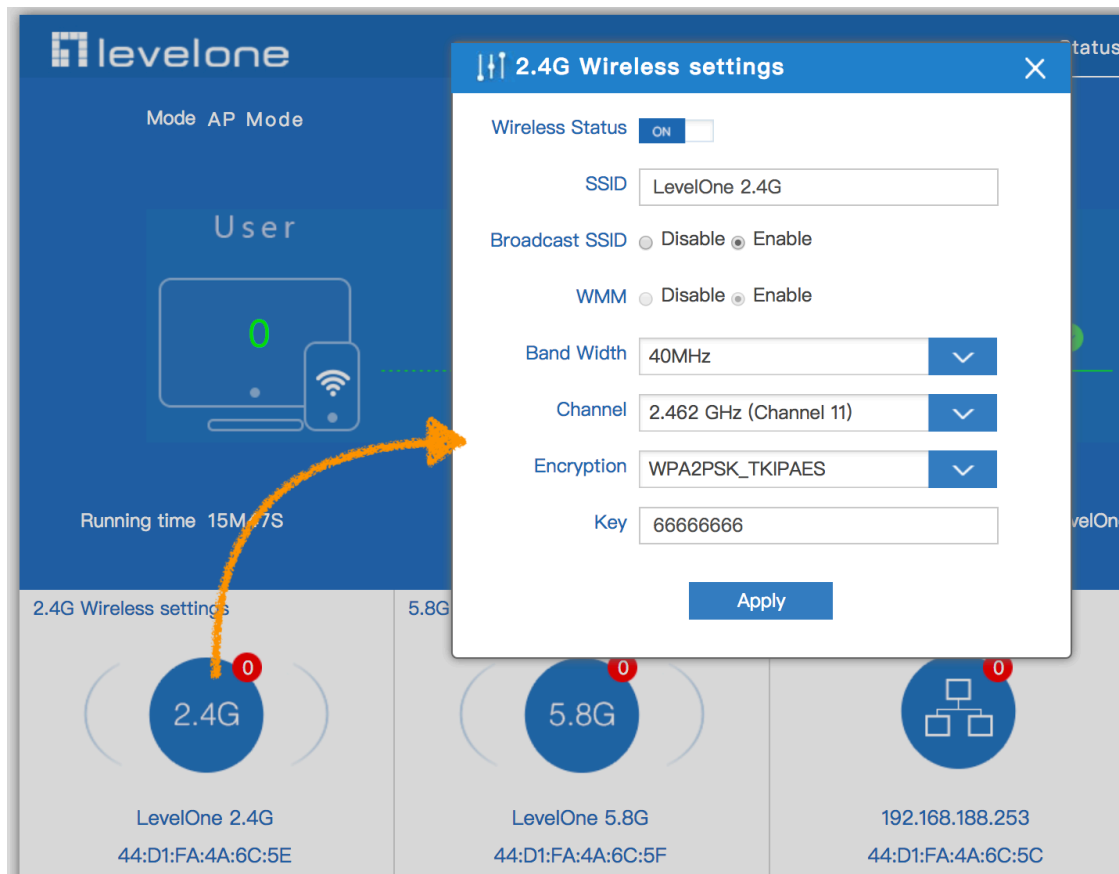 levelone
Status
2.4G Wireless settings
Mode AP Mode
Wireless Status ON
SSID LevelOne 2.4G
User
Broadcast SSID Disable Enable
WMM Disable Enable
0
Band Width 40MHz
Channel 2.462 GHz (Channel 11)
Encryption WPA2PSK_TKIPAES
Running time
Key 66666666
Apply
2.4G Wireless settings
5.8G
0
0
0
2.4G
5.8G
LevelOne 2.4G
LevelOne 5.8G
192.168.188.253
44:D1:FA:4A:6C:5E
44:D1:FA:4A:6C:5F
44:D1:FA:4A:6C:5C